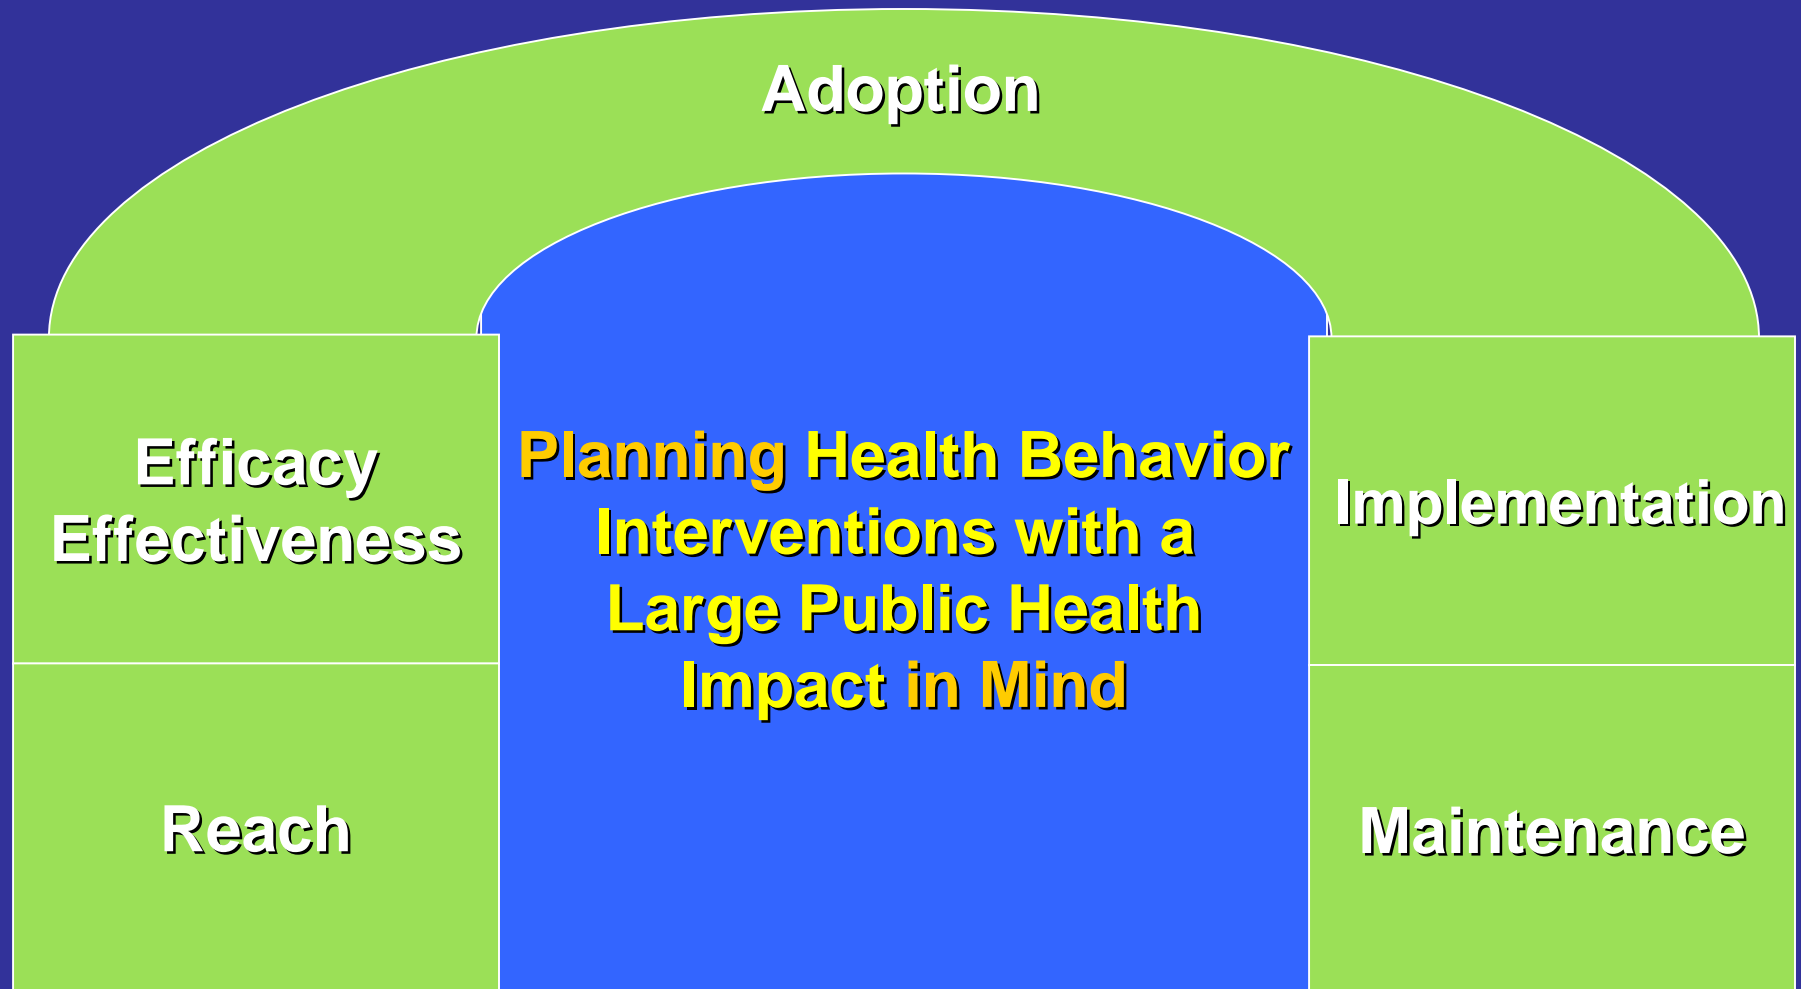 Adoption
Efficacy
Effectiveness
Reach
Planning Health Behavior
Interventions with a
Large Public Health
Impact in Mind
Implementation
Maintenance